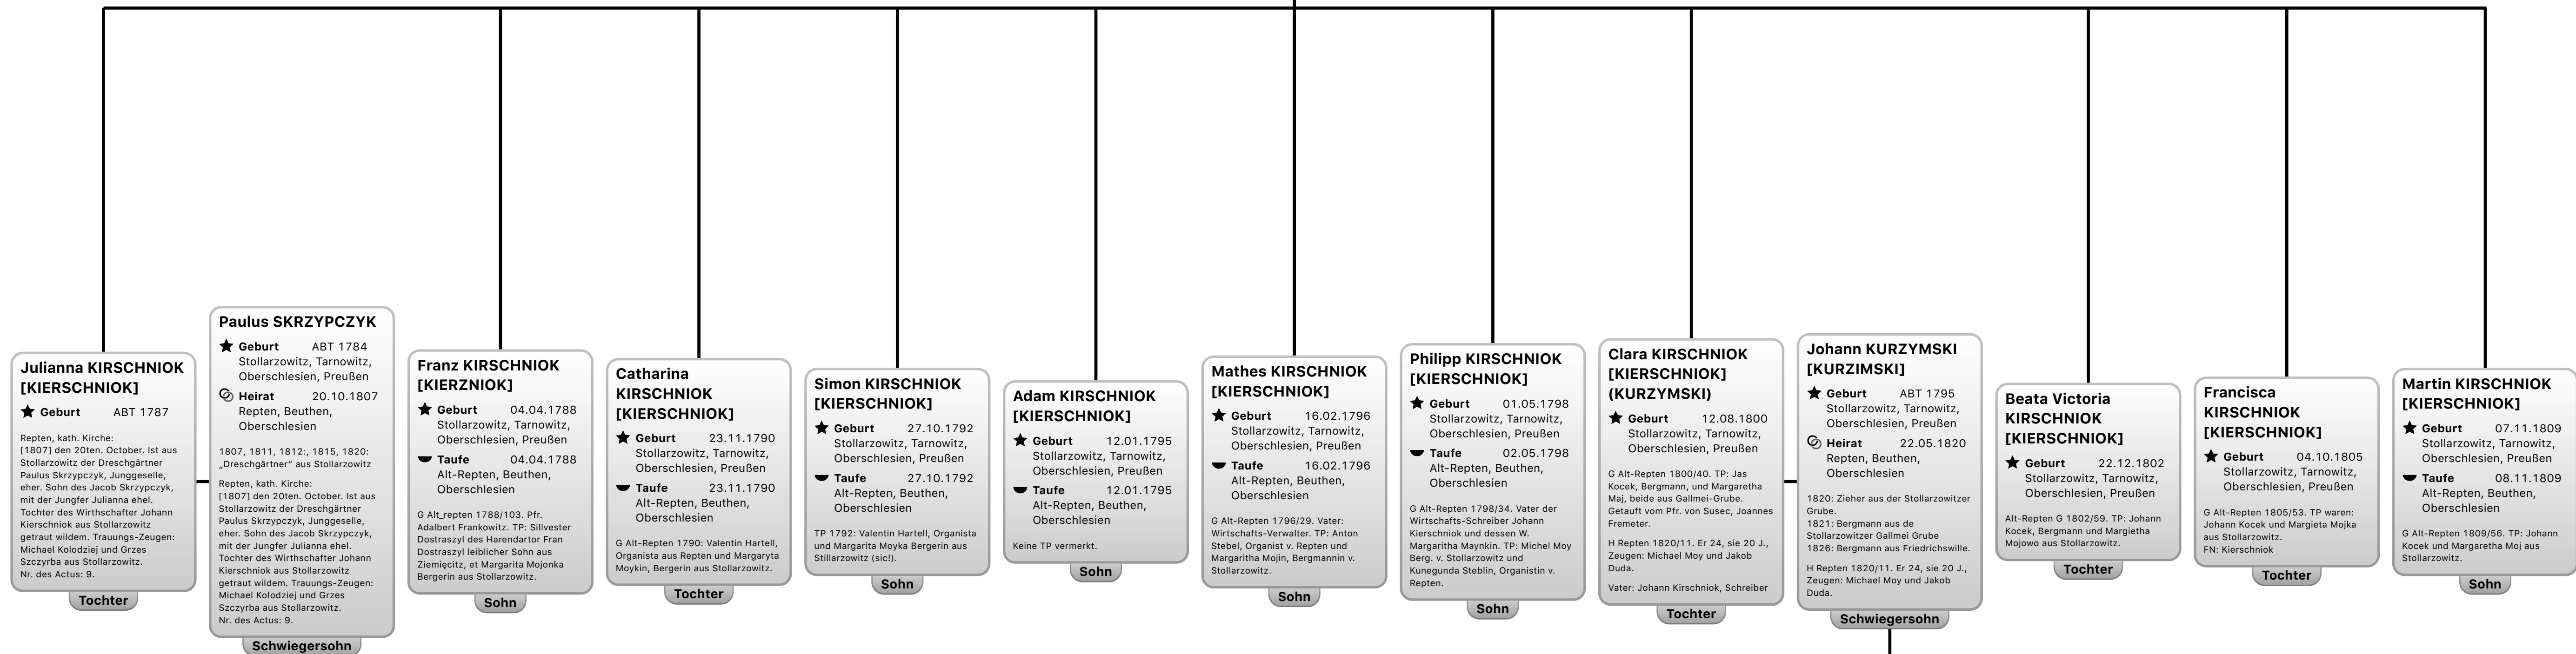 Julianna KIRSCHNIOK
[KIERSCHNIOK]
Geburt ABT 1787
Repten, kath. Kirche:
[1807] den 20ten. October. Ist aus
Stollarzowitz der Dreschgärtner
Paulus Skrzypczyk, Junggeselle,
eher. Sohn des Jacob Skrzypczyk,
mit der Jungfer Julianna ehel.
Tochter des Wirthschafter Johann
Kierschniok aus Stollarzowitz
getraut wildem. Trauungs-Zeugen:
Michael Kolodziej und Grzes
Szczyrba aus Stollarzowitz.
Nr. des Actus: 9.
Tochter
Paulus SKRZYPCZYK
Geburt ABT 1784
Stollarzowitz, Tarnowitz,
Oberschlesien, Preußen
Heirat 20.10.1807
Repten, Beuthen,
Oberschlesien
1807, 1811, 1812:, 1815, 1820:
„Dreschgärtner“ aus Stollarzowitz
Repten, kath. Kirche:
[1807] den 20ten. October. Ist aus
Stollarzowitz der Dreschgärtner
Paulus Skrzypczyk, Junggeselle,
eher. Sohn des Jacob Skrzypczyk,
mit der Jungfer Julianna ehel.
Tochter des Wirthschafter Johann
Kierschniok aus Stollarzowitz
getraut wildem. Trauungs-Zeugen:
Michael Kolodziej und Grzes
Szczyrba aus Stollarzowitz.
Nr. des Actus: 9.
Schwiegersohn
Franz KIRSCHNIOK
[KIERZNIOK]
Geburt 04.04.1788
Stollarzowitz, Tarnowitz,
Oberschlesien, Preußen
Taufe 04.04.1788
Alt-Repten, Beuthen,
Oberschlesien
G Alt_repten 1788/103. Pfr.
Adalbert Frankowitz. TP: Sillvester
Dostraszyl des Harendartor Fran
Dostraszyl leiblicher Sohn aus
Ziemięcitz, et Margarita Mojonka
Bergerin aus Stollarzowitz.
Sohn
Catharina
KIRSCHNIOK
[KIERSCHNIOK]
Geburt 23.11.1790
Stollarzowitz, Tarnowitz,
Oberschlesien, Preußen
Taufe 23.11.1790
Alt-Repten, Beuthen,
Oberschlesien
G Alt-Repten 1790: Valentin Hartell,
Organista aus Repten und Margaryta
Moykin, Bergerin aus Stollarzowitz.
Tochter
Simon KIRSCHNIOK
[KIERSCHNIOK]
Geburt 27.10.1792
Stollarzowitz, Tarnowitz,
Oberschlesien, Preußen
Taufe 27.10.1792
Alt-Repten, Beuthen,
Oberschlesien
TP 1792: Valentin Hartell, Organista
und Margarita Moyka Bergerin aus
Stillarzowitz (sic!).
Sohn
Adam KIRSCHNIOK
[KIERSCHNIOK]
Geburt 12.01.1795
Stollarzowitz, Tarnowitz,
Oberschlesien, Preußen
Taufe 12.01.1795
Alt-Repten, Beuthen,
Oberschlesien
Keine TP vermerkt.
Sohn
Mathes KIRSCHNIOK
[KIERSCHNIOK]
Geburt 16.02.1796
Stollarzowitz, Tarnowitz,
Oberschlesien, Preußen
Taufe 16.02.1796
Alt-Repten, Beuthen,
Oberschlesien
G Alt-Repten 1796/29. Vater:
Wirtschafts-Verwalter. TP: Anton
Stebel, Organist v. Repten und
Margaritha Mojin, Bergmannin v.
Stollarzowitz.
Sohn
Philipp KIRSCHNIOK
[KIERSCHNIOK]
Geburt 01.05.1798
Stollarzowitz, Tarnowitz,
Oberschlesien, Preußen
Taufe 02.05.1798
Alt-Repten, Beuthen,
Oberschlesien
G Alt-Repten 1798/34. Vater der
Wirtschafts-Schreiber Johann
Kierschniok und dessen W.
Margaritha Maynkin. TP: Michel Moy
Berg. v. Stollarzowitz und
Kunegunda Steblin, Organistin v.
Repten.
Sohn
Clara KIRSCHNIOK
[KIERSCHNIOK]
(KURZYMSKI)
Geburt 12.08.1800
Stollarzowitz, Tarnowitz,
Oberschlesien, Preußen
G Alt-Repten 1800/40. TP: Jas
Kocek, Bergmann, und Margaretha
Maj, beide aus Gallmei-Grube.
Getauft vom Pfr. von Susec, Joannes
Fremeter.
H Repten 1820/11. Er 24, sie 20 J.,
Zeugen: Michael Moy und Jakob
Duda.
Vater: Johann Kirschniok, Schreiber
Tochter
Johann KURZYMSKI
[KURZIMSKI]
Geburt ABT 1795
Stollarzowitz, Tarnowitz,
Oberschlesien, Preußen
Heirat 22.05.1820
Repten, Beuthen,
Oberschlesien
1820: Zieher aus der Stollarzowitzer
Grube.
1821: Bergmann aus de
Stollarzowitzer Gallmei Grube
1826: Bergmann aus Friedrichswille.
H Repten 1820/11. Er 24, sie 20 J.,
Zeugen: Michael Moy und Jakob
Duda.
Schwiegersohn
Beata Victoria
KIRSCHNIOK
[KIERSCHNIOK]
Geburt 22.12.1802
Stollarzowitz, Tarnowitz,
Oberschlesien, Preußen
Alt-Repten G 1802/59. TP: Johann
Kocek, Bergmann und Margietha
Mojowo aus Stollarzowitz.
Tochter
Francisca
KIRSCHNIOK
[KIERSCHNIOK]
Geburt 04.10.1805
Stollarzowitz, Tarnowitz,
Oberschlesien, Preußen
G Alt-Repten 1805/53. TP waren:
Johann Kocek und Margieta Mojka
aus Stollarzowitz.
FN: Kierschniok
Tochter
Martin KIRSCHNIOK
[KIERSCHNIOK]
Geburt 07.11.1809
Stollarzowitz, Tarnowitz,
Oberschlesien, Preußen
Taufe 08.11.1809
Alt-Repten, Beuthen,
Oberschlesien
G Alt-Repten 1809/56. TP: Johann
Kocek und Margaretha Moj aus
Stollarzowitz.
Sohn